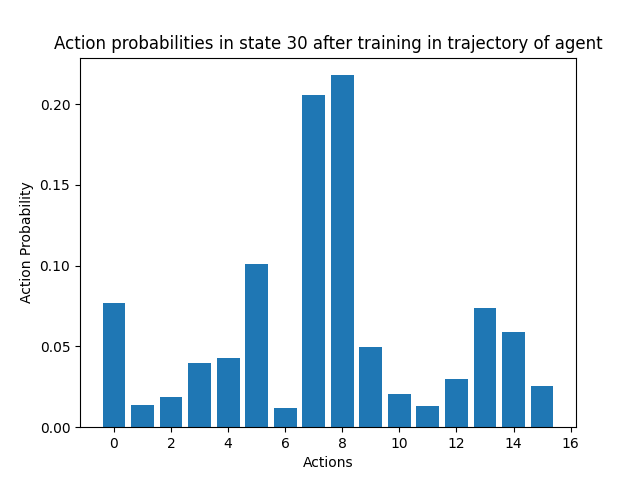 Action probabilities in state 30 after training in trajectory of agent
Action Probability
0.20
0.15
0.10
0.05
0.00
0 2 4 6 8 10 12 14 16
Actions